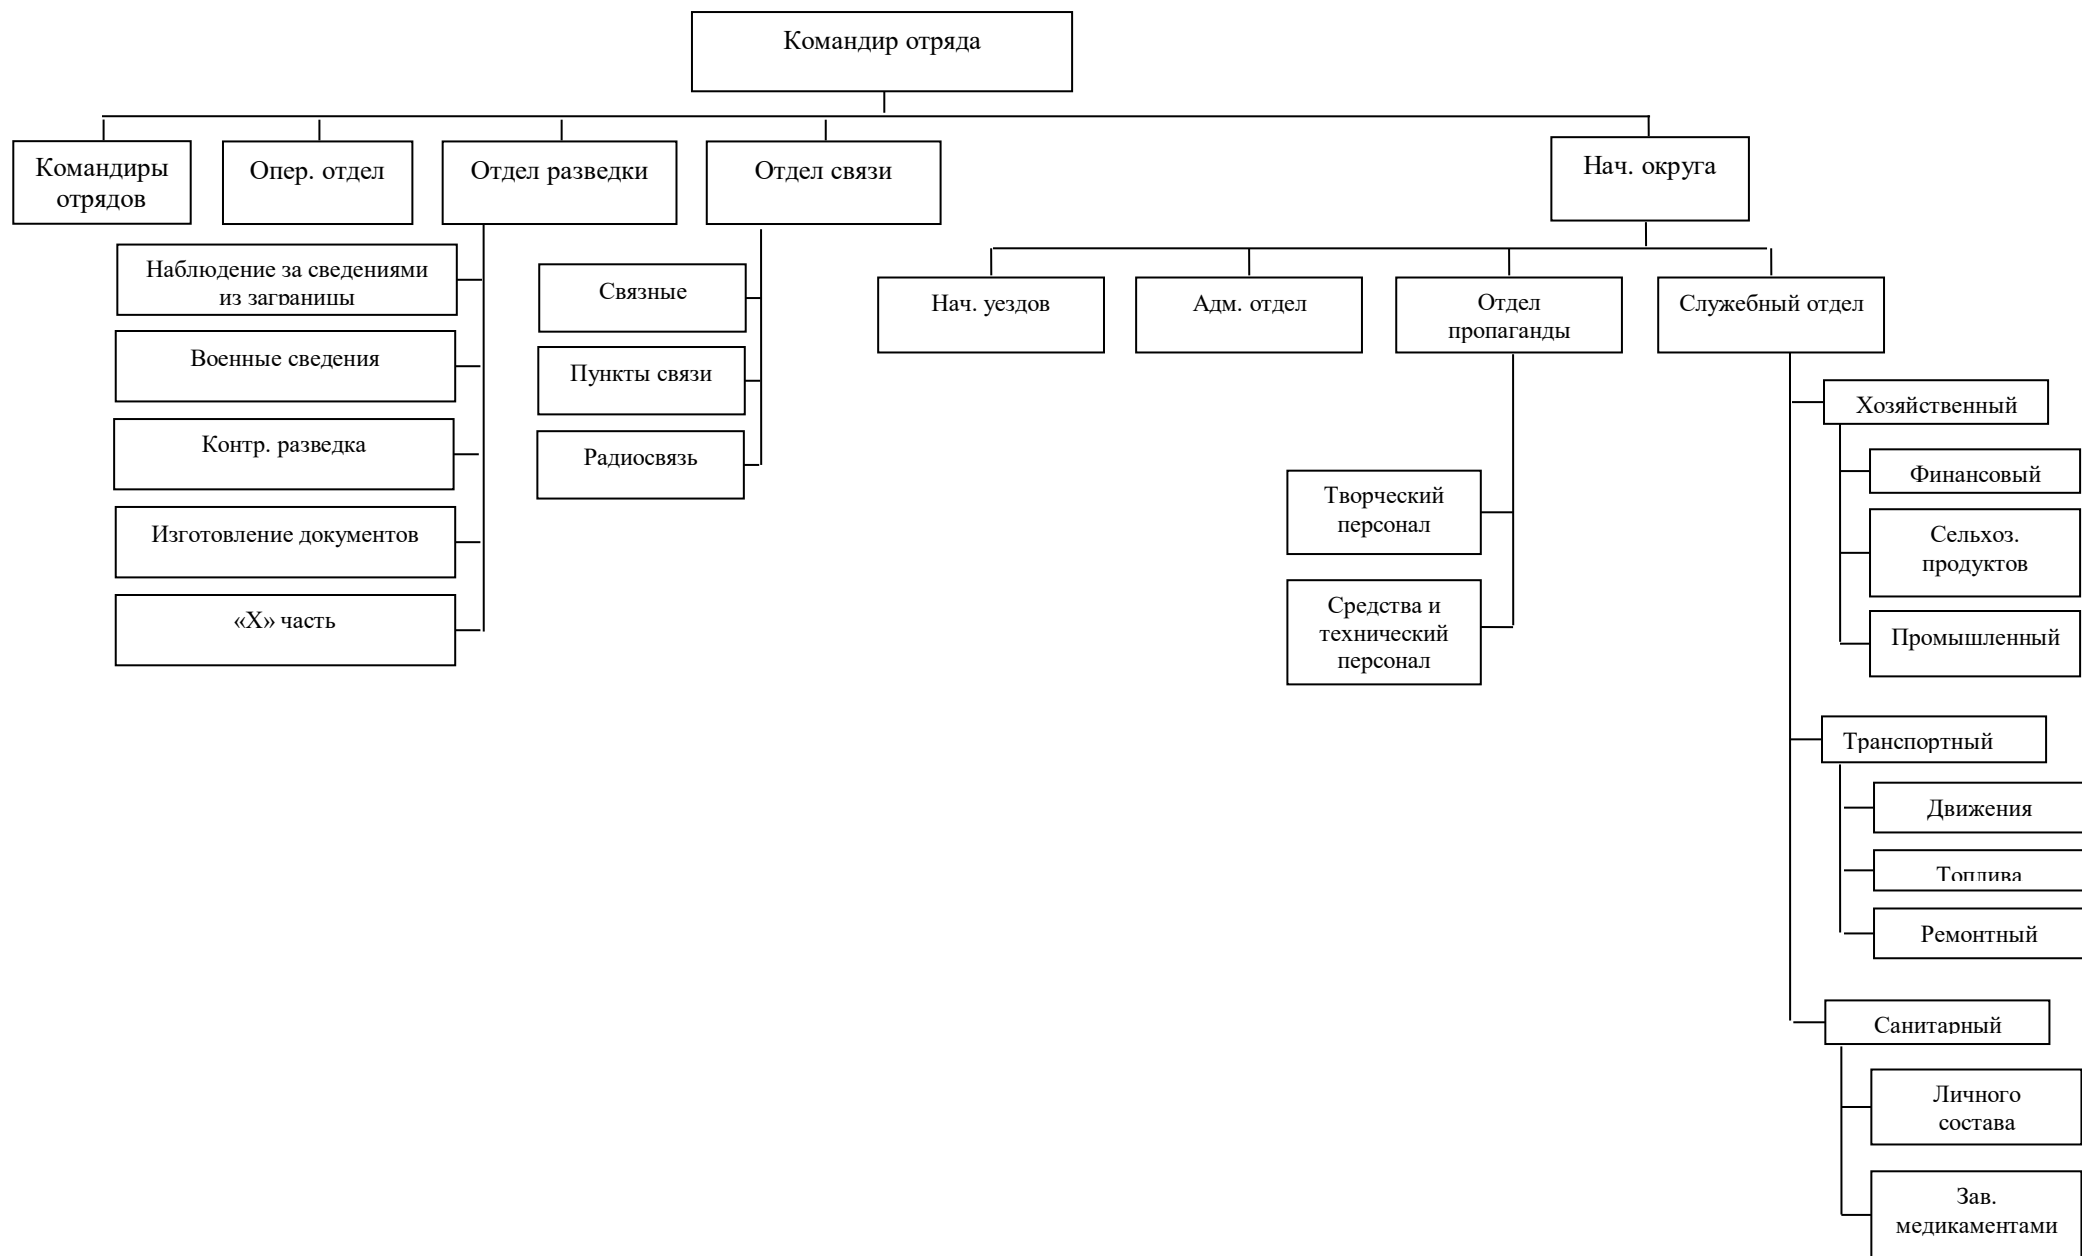 Командир отряда
Командиры
отрядов
Опер. отдел
Отдел разведки
Отдел связи
Нач. округа
Наблюдение за сведениями
из заграницы
Военные сведения
Контр. разведка
Изготовление документов
«Х» часть
Связные
Пункты связи
Радиосвязь
Нач. уездов
Адм. отдел
Отдел
пропаганды
Служебный отдел
Творческий
персонал
Средства и
технический
персонал
Хозяйственный
Финансовый
Сельхоз.
продуктов
Промышленный
Транспортный
Движения
Топлива
Ремонтный
Санитарный
Личного
состава
Зав.
медикаментами